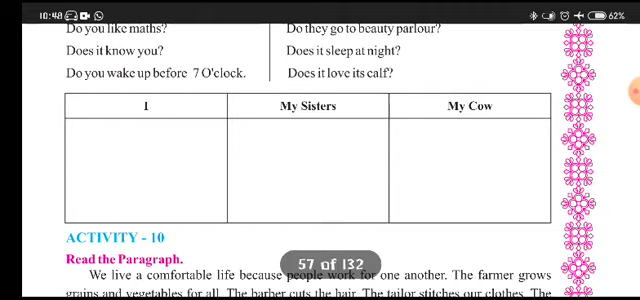 10:48 62%
Do you like maths? Do they go to beauty parlour?
Does it know you? Does it sleep at night?
Do you wake up before 7 O'clock. Does it love its calf?
I My Sisters My Cow
ACTIVITY - 10
Read the Paragraph.
57 of 132
We live a comfortable life because people work for one another. The farmer grows
grains and vegetables for all. The barber cuts the hair. The tailor stitches our clothes. The